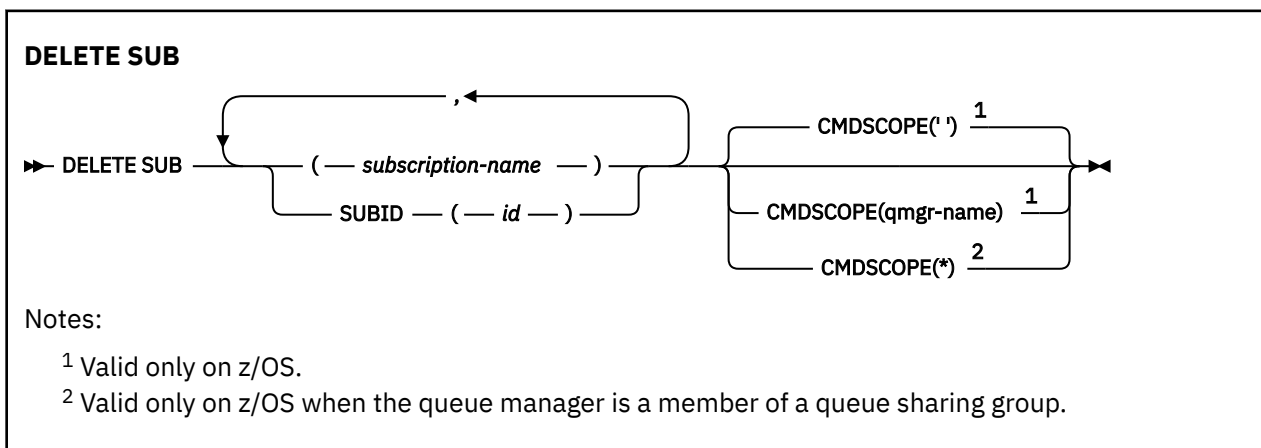 DELETE SUB
,
CMDSCOPE(' ') 1
DELETE SUB ( subscription-name )
SUBID ( id )
CMDSCOPE(qmgr-name) 1
CMDSCOPE(*) 2
Notes:
1 Valid only on z/OS.
2 Valid only on z/OS when the queue manager is a member of a queue sharing group.